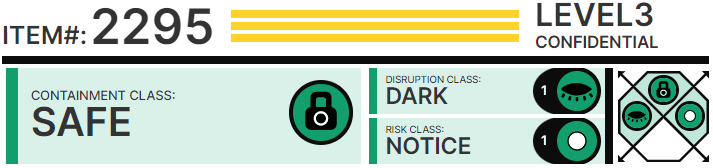 ITEM#: 2295
LEVEL3
CONFIDENTIAL
CONTAINMENT CLASS:
SAFE
DISRUPTION CLASS:
DARK
1
RISK CLASS:
NOTICE
1